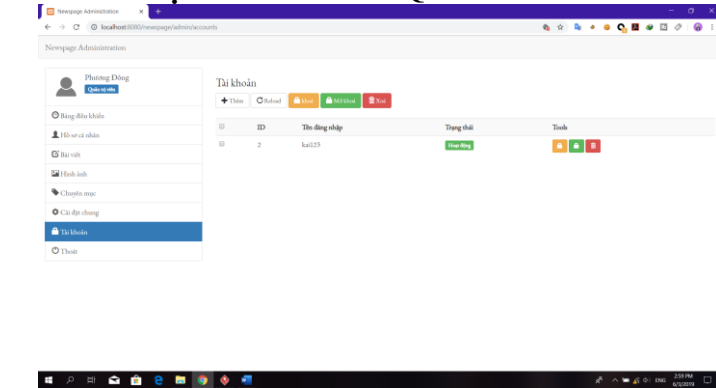 Newspage Administration
localhost:8080/newspage/admin/accounts
Newspage Administration
Phương Đông
Quản trị viên
Bảng điều khiển
Hồ sơ cá nhân
Bài viết
Hình ảnh
Chuyên mục
Cài đặt chung
Tài khoản
Thoát
Tài khoản
Thêm Reload Khoá Mở khoá Xoá
ID Tên đăng nhập Trạng thái Tools
2 kai123 Hoạt động
ENG 2:59 PM
6/3/2019